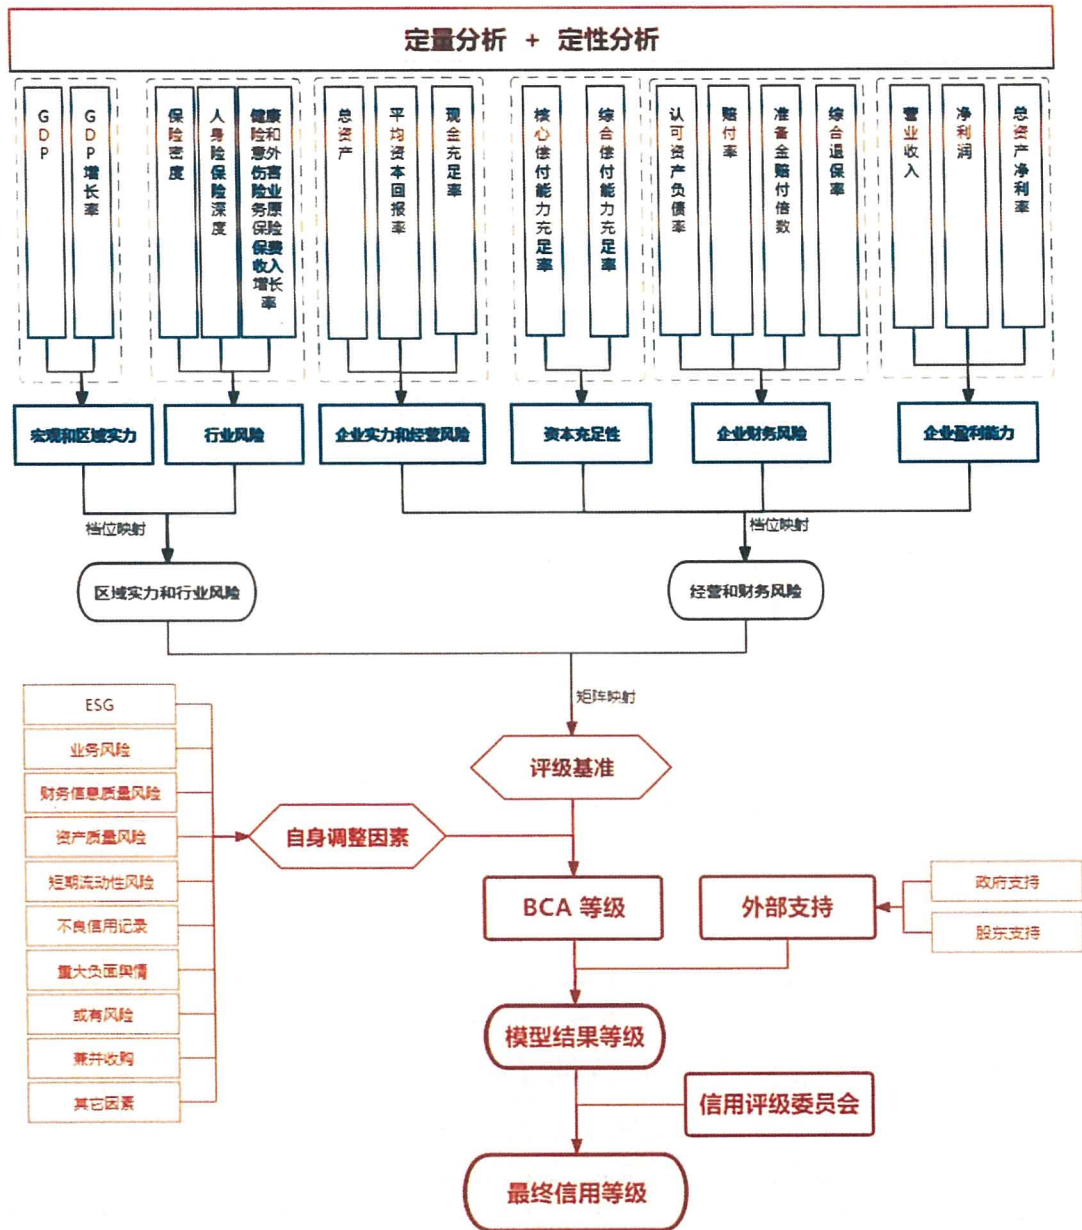 定量分析 + 定性分析
GDP
GDP增长率
保险密度
人身险保险深度
健康险和意外伤害险业务原保险保费收入增长率
总资产
平均资本回报率
现金充足率
核心偿付能力充足率
综合偿付能力充足率
认可资产负债率
赔付率
准备金赔付倍数
综合退保率
营业收入
净利润
总资产净利率
宏观和区域实力
行业风险
企业实力和经营风险
资本充足性
企业财务风险
企业盈利能力
档位映射
档位映射
区域实力和行业风险
经营和财务风险
矩阵映射
评级基准
ESG
业务风险
财务信息质量风险
资产质量风险
短期流动性风险
不良信用记录
重大负面舆情
或有风险
兼并收购
其它因素
自身调整因素
BCA 等级
外部支持
政府支持
股东支持
模型结果等级
信用评级委员会
最终信用等级